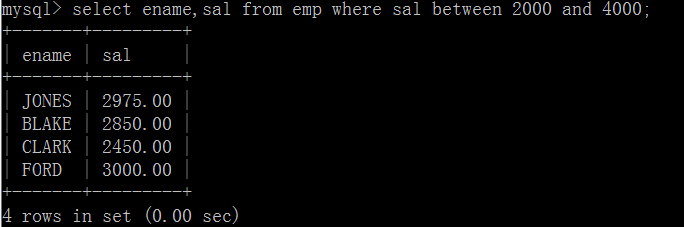 mysql> select ename,sal from emp where sal between 2000 and 4000;
+-------+---------+
| ename | sal     |
+-------+---------+
| JONES | 2975.00 |
| BLAKE | 2850.00 |
| CLARK | 2450.00 |
| FORD  | 3000.00 |
+-------+---------+
4 rows in set (0.00 sec)